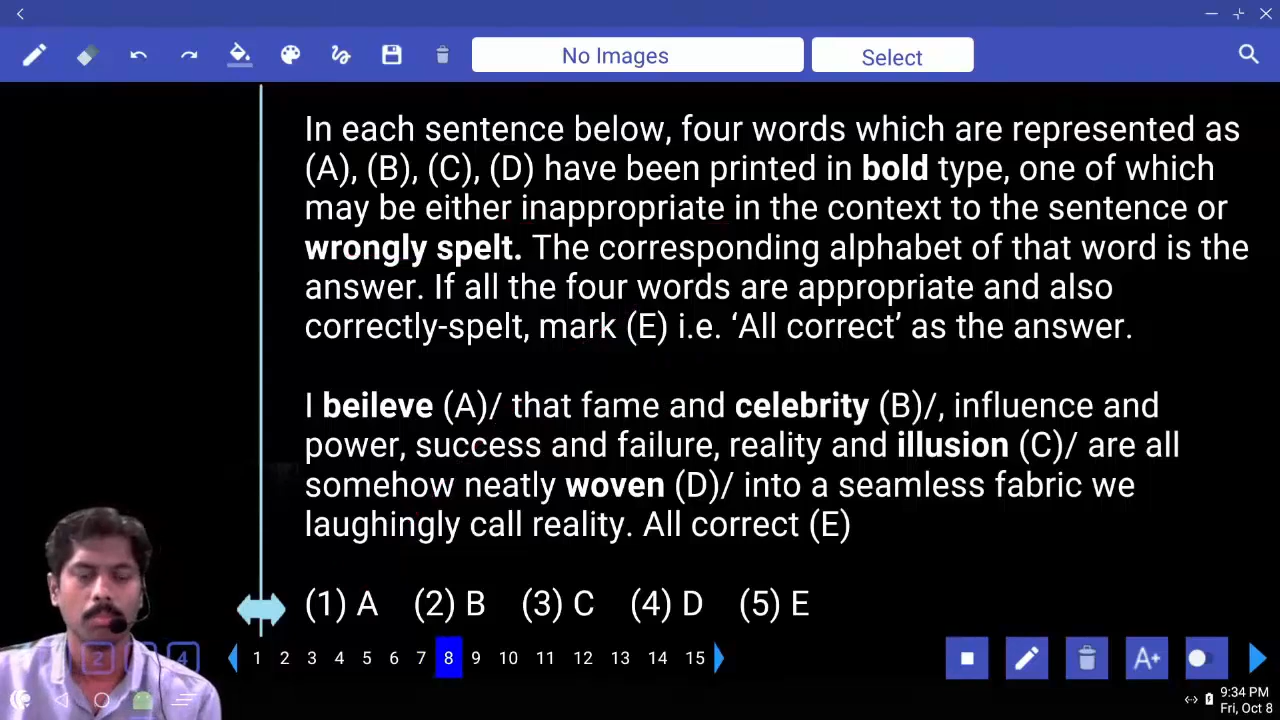 No Images
Select
In each sentence below, four words which are represented as
(A), (B), (C), (D) have been printed in bold type, one of which
may be either inappropriate in the context to the sentence or
wrongly spelt. The corresponding alphabet of that word is the
answer. If all the four words are appropriate and also
correctly-spelt, mark (E) i.e. ‘All correct’ as the answer.
I beileve (A)/ that fame and celebrity (B)/, influence and
power, success and failure, reality and illusion (C)/ are all
somehow neatly woven (D)/ into a seamless fabric we
laughingly call reality. All correct (E)
(1) A (2) B (3) C (4) D (5) E
2 4 1 2 3 4 5 6 7 8 9 10 11 12 13 14 15 A+
9:34 PM
Fri, Oct 8